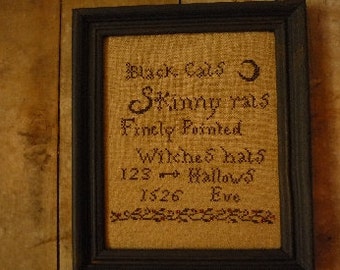 Black Cats
Skinny rats
Finely Pointed
Witches hats
123 Hallows
1526 Eve